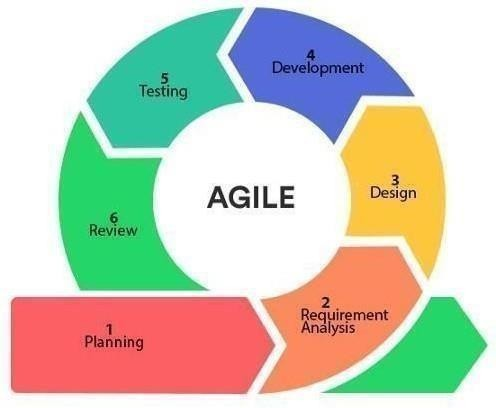 1
Planning
2
Requirement
Analysis
3
Design
4
Development
5
Testing
6
Review
AGILE